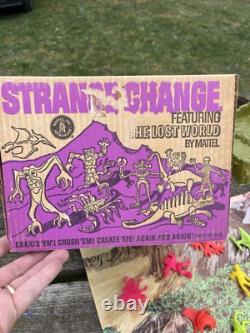 STRANGE CHANGE
FEATURING
THE LOST WORLD
BY MATTEL
CREATE 'EM! CRUSH 'EM! CREATE 'EM! AGAIN AND AGAIN!